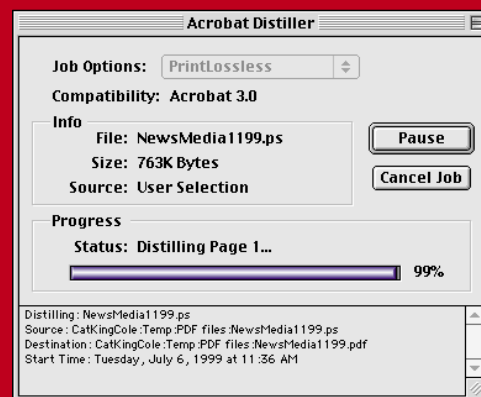 Acrobat Distiller
Job Options: PrintLossless
Compatibility: Acrobat 3.0
Info
File: NewsMedia1199.ps
Size: 763K Bytes
Source: User Selection
Pause
Cancel Job
Progress
Status: Distilling Page 1...
99%
Distilling: NewsMedia1199.ps
Source: CatKingCole:Temp:PDF files:NewsMedia1199.ps
Destination: CatKingCole:Temp:PDF files:NewsMedia1199.pdf
Start Time: Tuesday, July 6, 1999 at 11:36 AM